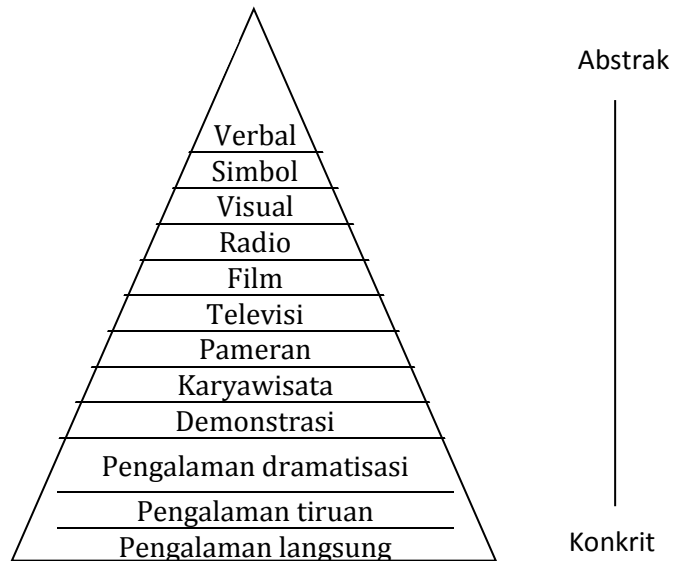 Abstrak
Verbal
Simbol
Visual
Radio
Film
Televisi
Pameran
Karyawisata
Demonstrasi
Pengalaman dramatisasi
Pengalaman tiruan
Pengalaman langsung
Konkrit